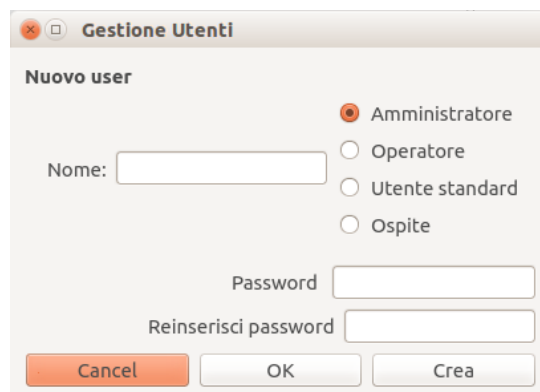 Gestione Utenti
Nuovo user
Amministratore
Operatore
Nome:
Utente standard
Ospite
Password
Reinserisci password
Cancel OK Crea